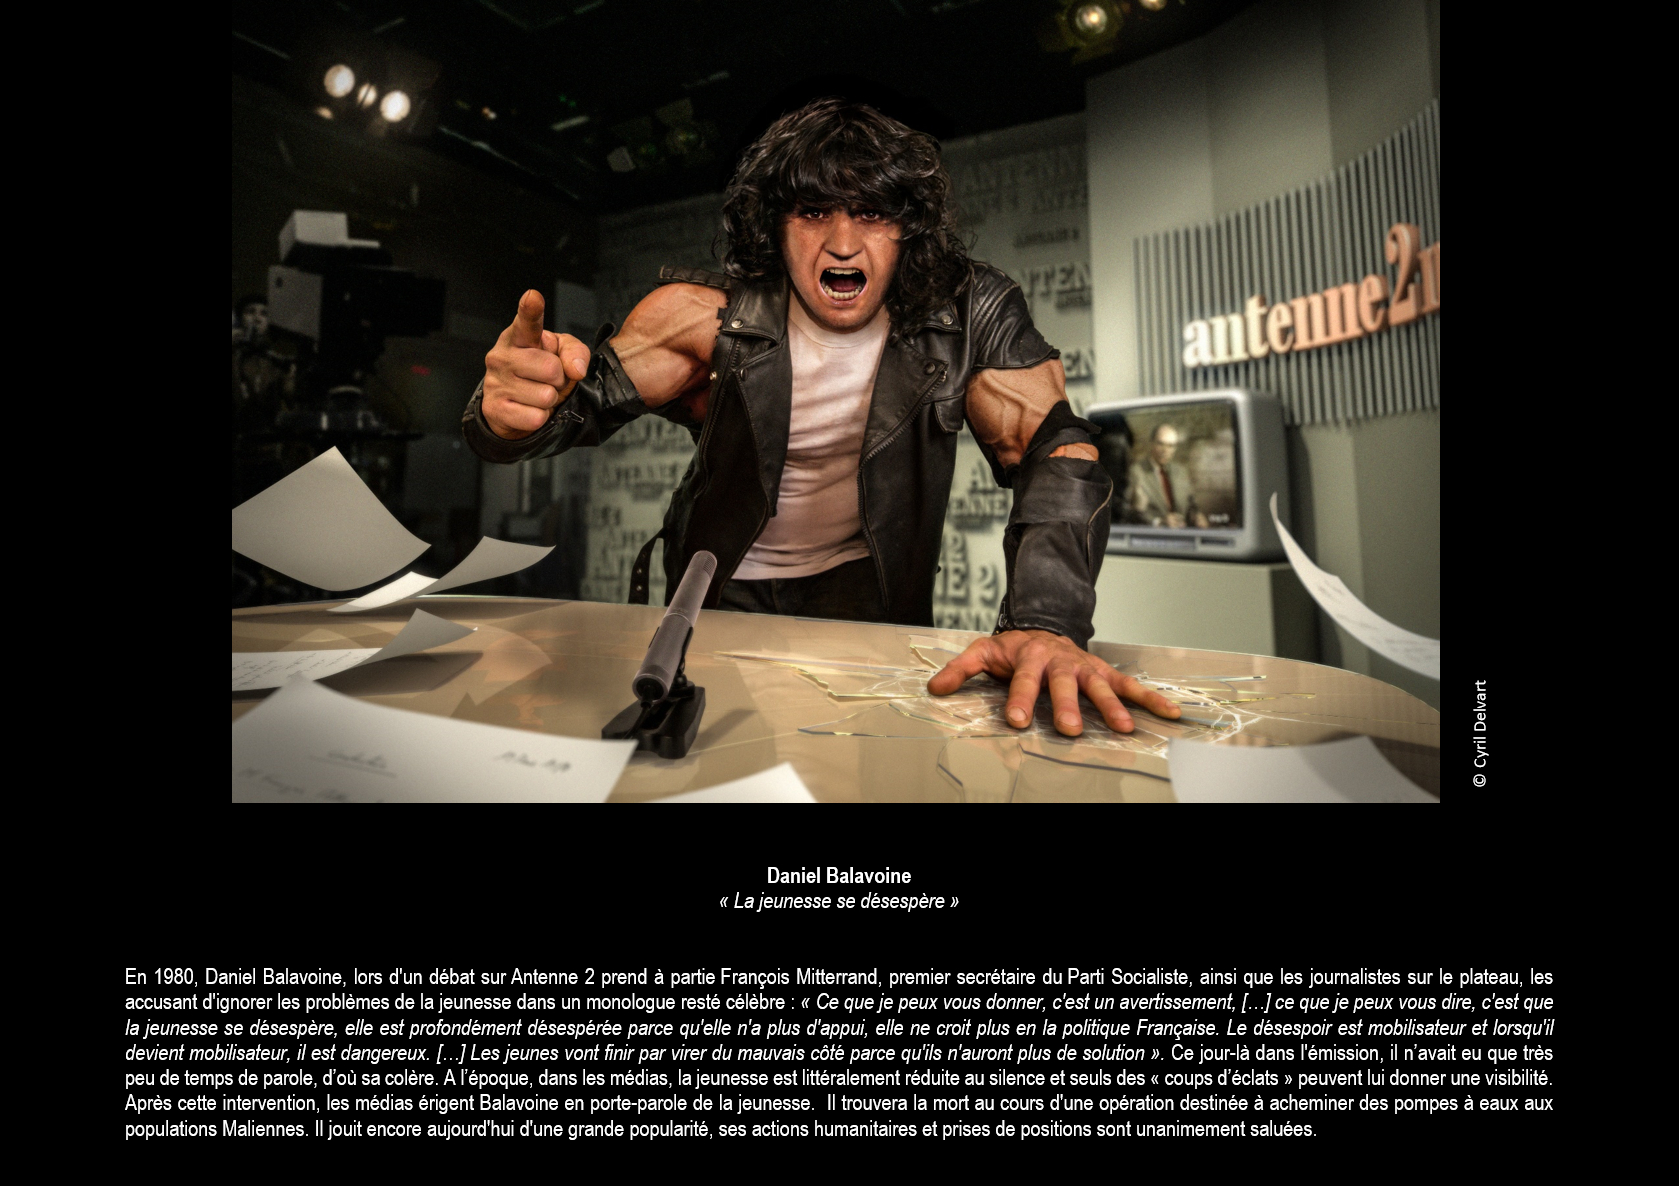 antenne2
© Cyril Delvart
Daniel Balavoine
« La jeunesse se désespère »
En 1980, Daniel Balavoine, lors d'un débat sur Antenne 2 prend à partie François Mitterrand, premier secrétaire du Parti Socialiste, ainsi que les journalistes sur le plateau, les
accusant d'ignorer les problèmes de la jeunesse dans un monologue resté célèbre : « Ce que je peux vous donner, c'est un avertissement, […] ce que je peux vous dire, c'est que
la jeunesse se désespère, elle est profondément désespérée parce qu'elle n'a plus d'appui, elle ne croit plus en la politique Française. Le désespoir est mobilisateur et lorsqu'il
devient mobilisateur, il est dangereux. […] Les jeunes vont finir par virer du mauvais côté parce qu'ils n'auront plus de solution ». Ce jour-là dans l'émission, il n’avait eu que très
peu de temps de parole, d’où sa colère. A l’époque, dans les médias, la jeunesse est littéralement réduite au silence et seuls des « coups d’éclats » peuvent lui donner une visibilité.
Après cette intervention, les médias érigent Balavoine en porte-parole de la jeunesse.  Il trouvera la mort au cours d'une opération destinée à acheminer des pompes à eaux aux
populations Maliennes. Il jouit encore aujourd'hui d'une grande popularité, ses actions humanitaires et prises de positions sont unanimement saluées.